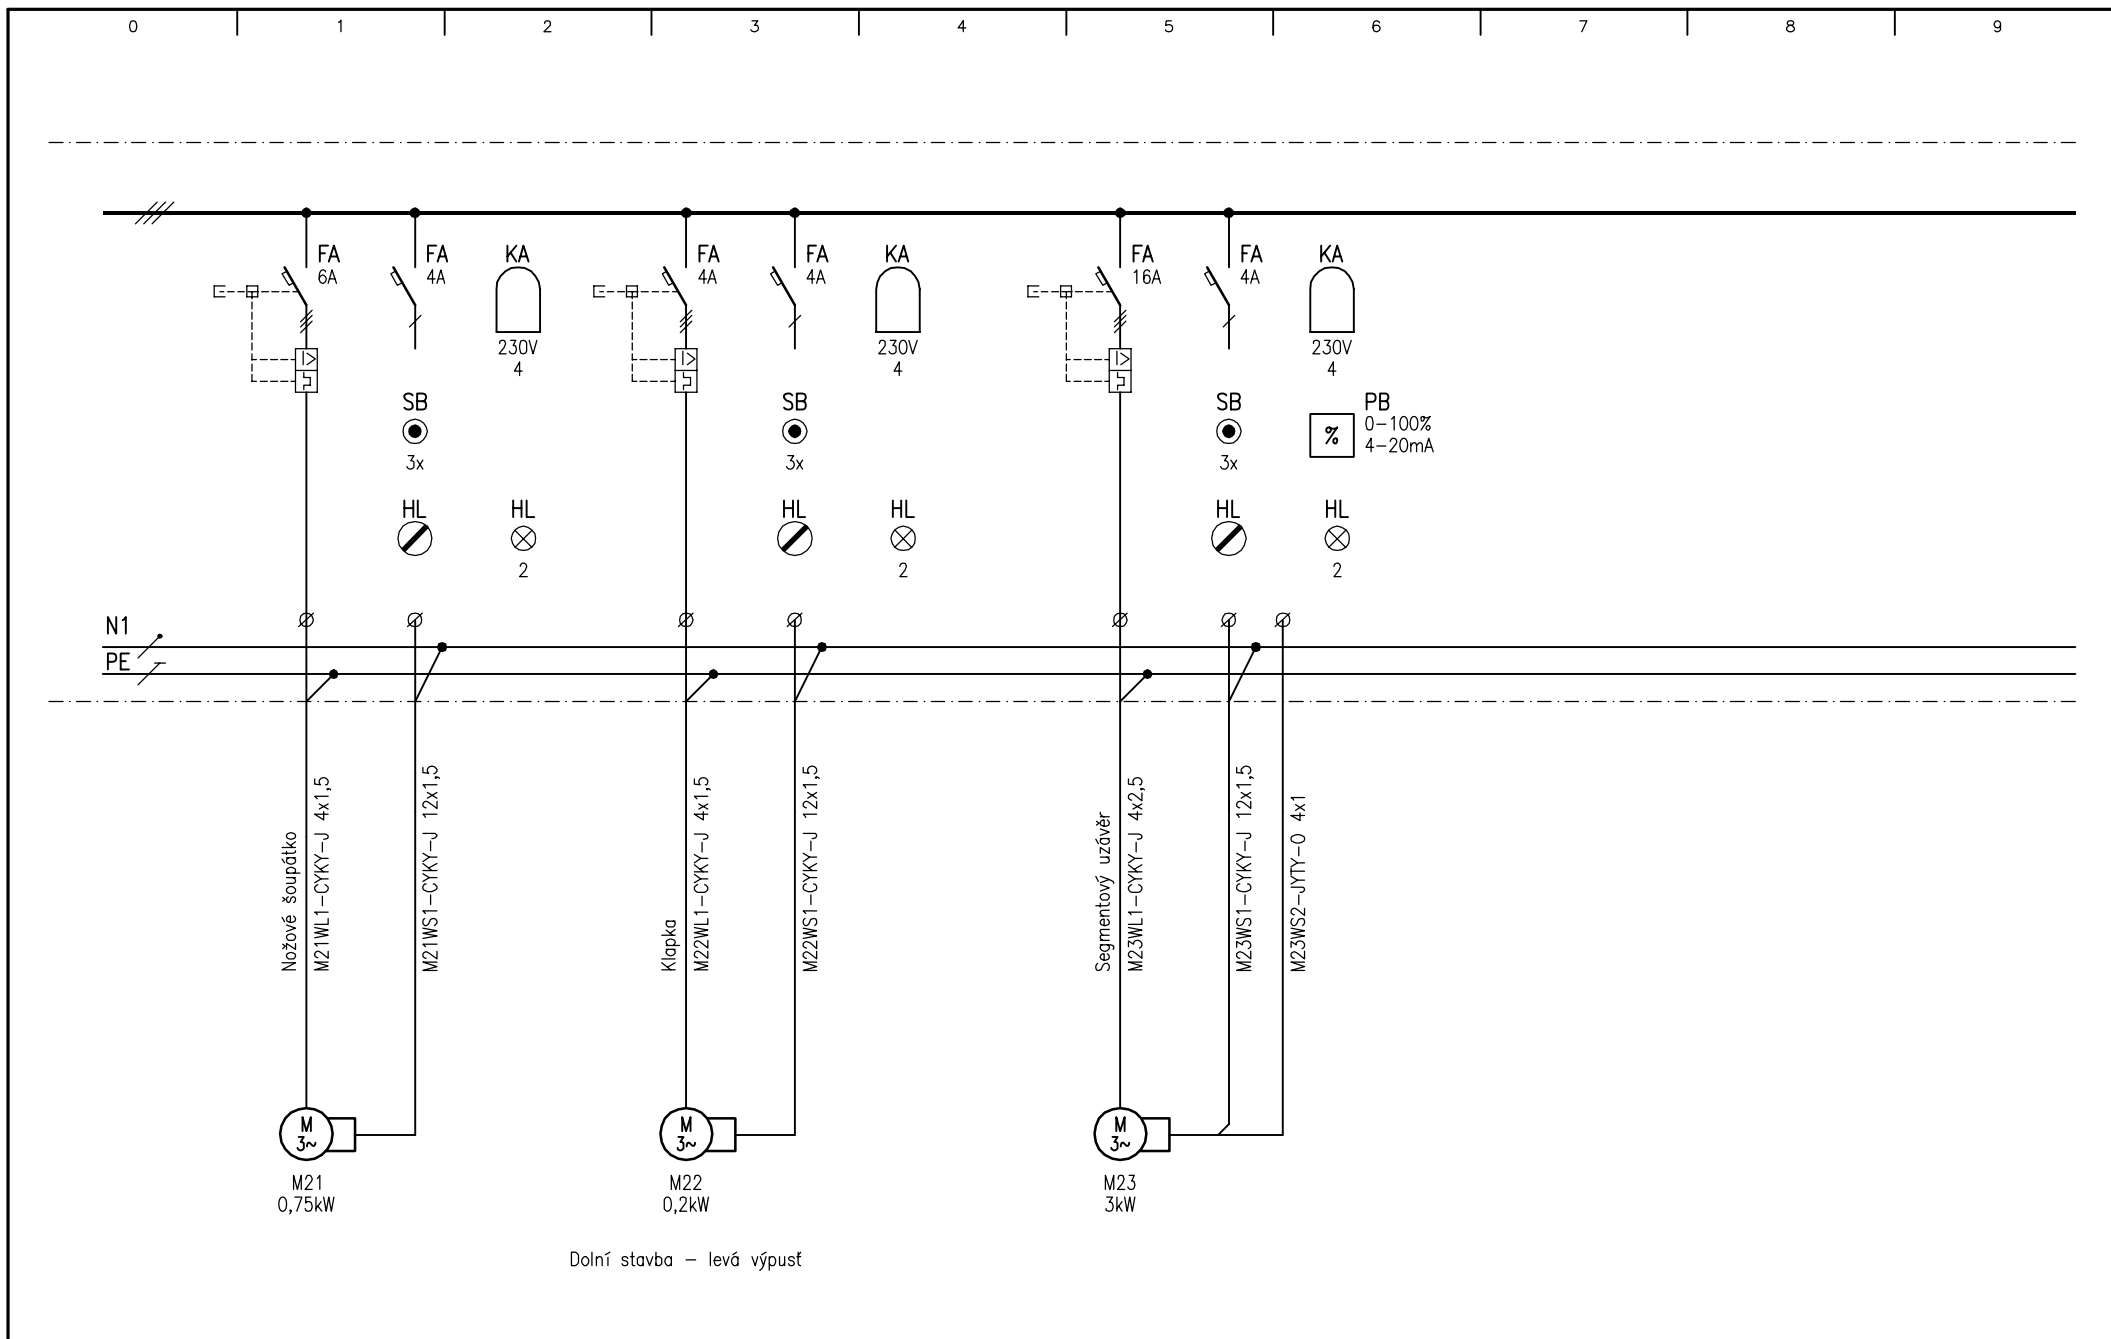 0 1 2 3 4 5 6 7 8 9
FA FA KA FA FA KA FA FA KA
6A 4A 4A 4A 16A 4A
230V 230V 230V
4 4 4
SB SB SB PB
% 0-100%
4-20mA
3x 3x 3x
HL HL HL HL HL HL
2 2 2
N1
PE
Nožové šoupátko
M21WL1-CYKY-J 4x1,5
M21WS1-CYKY-J 12x1,5
Klapka
M22WL1-CYKY-J 4x1,5
M22WS1-CYKY-J 12x1,5
Segmentový uzávěr
M23WL1-CYKY-J 4x2,5
M23WS1-CYKY-J 12x1,5
M23WS2-JYTY-O 4x1
M M M
3~ 3~ 3~
M21 M22 M23
0,75kW 0,2kW 3kW
Dolní stavba - levá výpusť